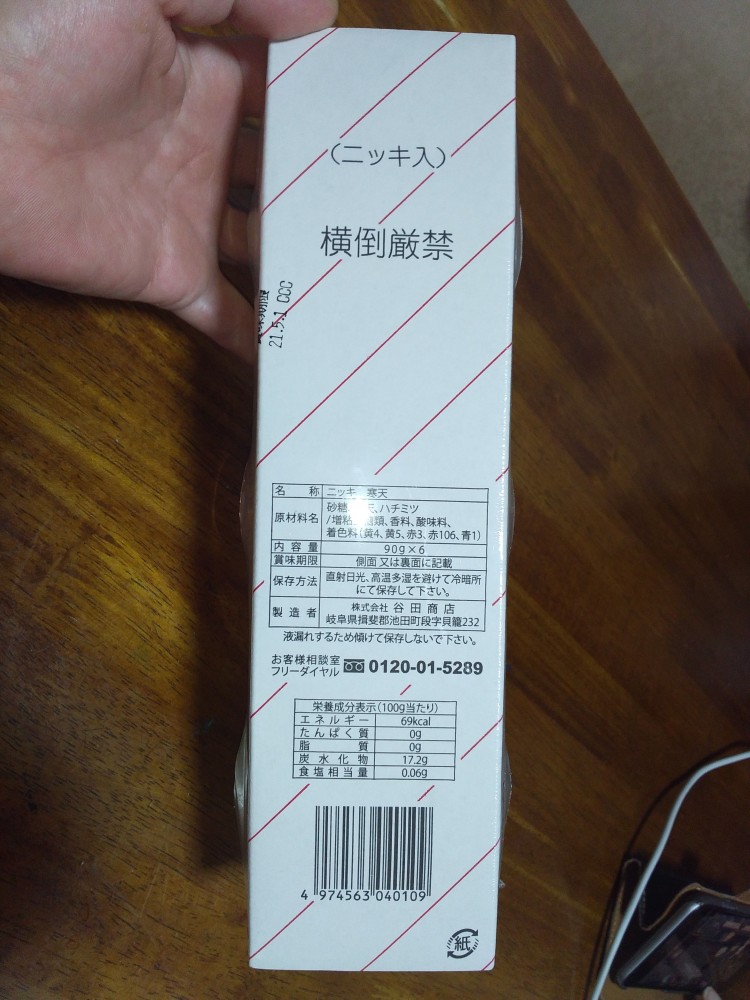 (ニッキ入)
横倒厳禁
21.5.1 CCC
名 称 ニッキ 寒天
原材料名 砂糖 、ハチミツ
/増粘 類、香料、酸味料、
着色料(黄4、黄5、赤3、赤106、青1)
内容量 90g×6
賞味期限 側面又は裏面に記載
保存方法 直射日光、高温多湿を避けて冷暗所
にて保存して下さい。
製造者 株式会社 谷田商店
岐阜県揖斐郡池田町段字貝籠232
液漏れするため傾けて保存しないで下さい。
お客様相談室
フリーダイヤル 0120-01-5289
栄養成分表示(100g当たり)
エネルギー 69kcal
たんぱく質 0g
脂質 0g
炭水化物 17.2g
食塩相当量 0.06g
4 974563 040109
紙